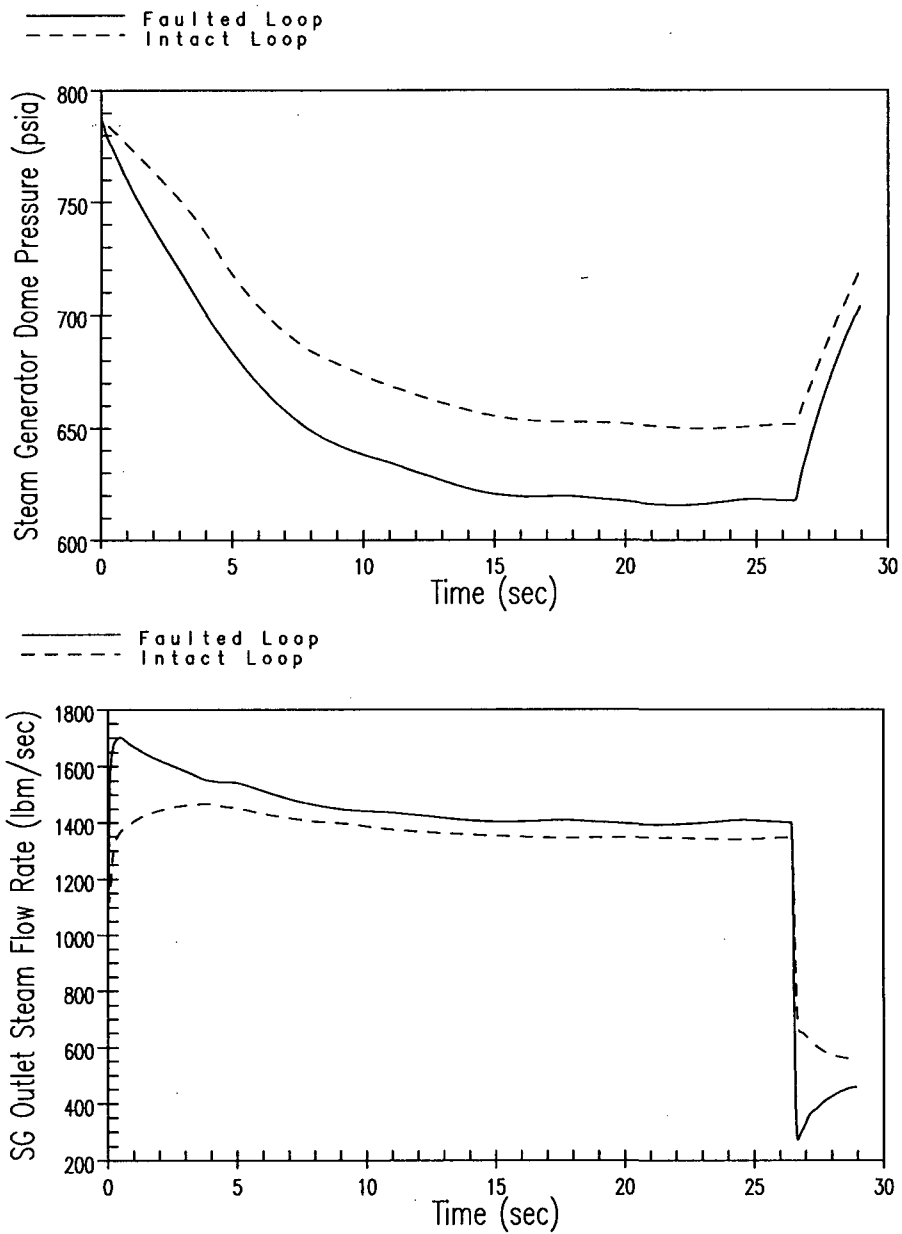 Faulted Loop
Intact Loop
Steam Generator Dome Pressure (psia)
800
750
700
650
600
0 5 10 15 20 25 30
Time (sec)
Faulted Loop
Intact Loop
SG Outlet Steam Flow Rate (lbm/sec)
1800
1600
1400
1200
1000
800
600
400
200
0 5 10 15 20 25 30
Time (sec)